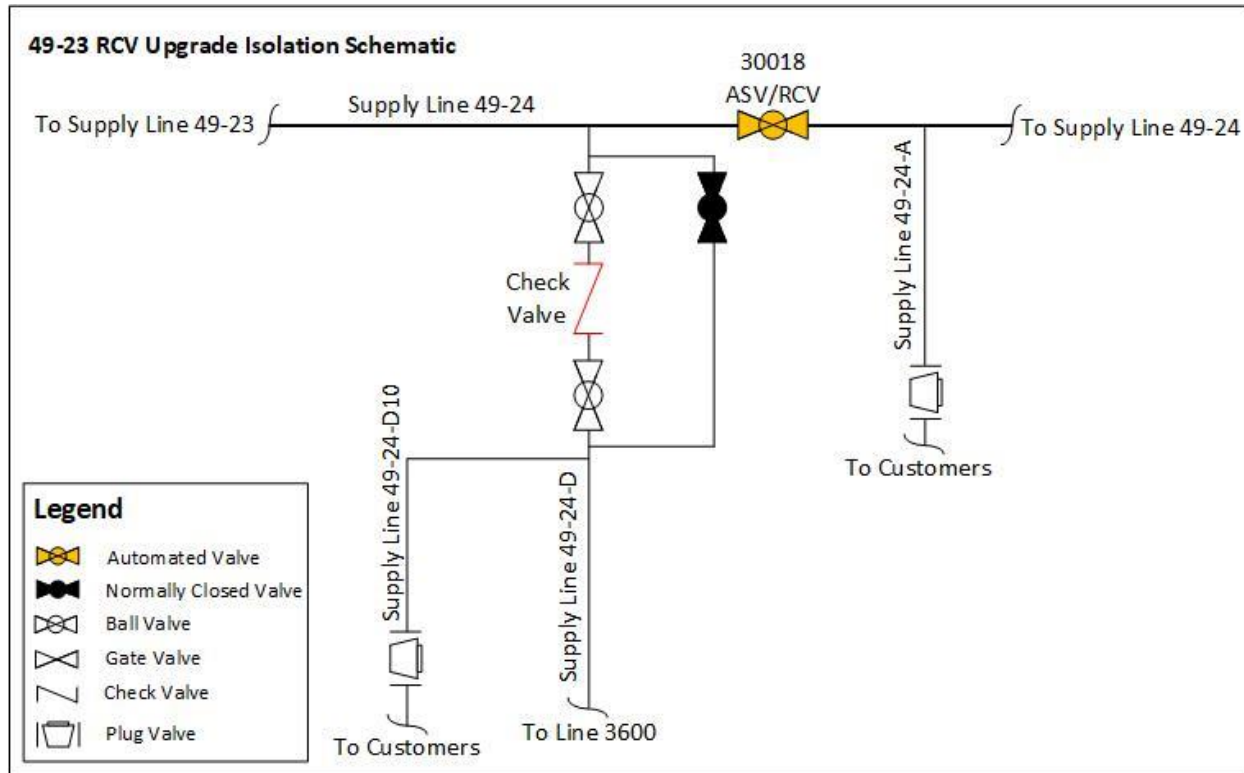 49-23 RCV Upgrade Isolation Schematic
30018
ASV/RCV
Supply Line 49-24
To Supply Line 49-23
To Supply Line 49-24
Supply Line 49-24-A
Check
Valve
To Customers
Supply Line 49-24-D10
Supply Line 49-24-D
To Customers
To Line 3600
Legend
Automated Valve
Normally Closed Valve
Ball Valve
Gate Valve
Check Valve
Plug Valve